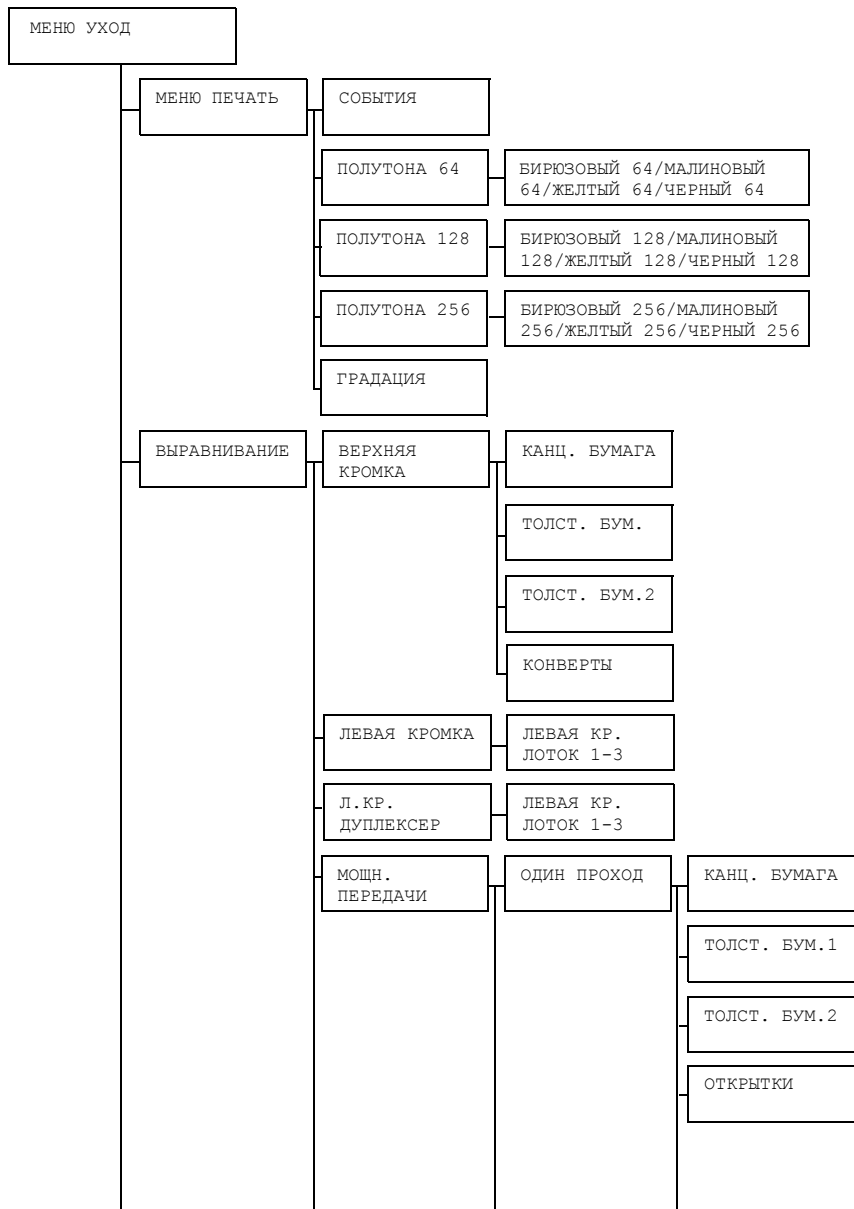 МЕНЮ УХОД
МЕНЮ ПЕЧАТЬ
СОБЫТИЯ
ПОЛУТОНА 64
БИРЮЗОВЫЙ 64/МАЛИНОВЫЙ
64/ЖЕЛТЫЙ 64/ЧЕРНЫЙ 64
ПОЛУТОНА 128
БИРЮЗОВЫЙ 128/МАЛИНОВЫЙ
128/ЖЕЛТЫЙ 128/ЧЕРНЫЙ 128
ПОЛУТОНА 256
БИРЮЗОВЫЙ 256/МАЛИНОВЫЙ
256/ЖЕЛТЫЙ 256/ЧЕРНЫЙ 256
ГРАДАЦИЯ
ВЫРАВНИВАНИЕ
ВЕРХНЯЯ
КРОМКА
КАНЦ. БУМАГА
ТОЛСТ. БУМ.
ТОЛСТ. БУМ.2
КОНВЕРТЫ
ЛЕВАЯ КРОМКА
ЛЕВАЯ КР.
ЛОТОК 1-3
Л.КР.
ДУПЛЕКСЕР
ЛЕВАЯ КР.
ЛОТОК 1-3
МОЩН.
ПЕРЕДАЧИ
ОДИН ПРОХОД
КАНЦ. БУМАГА
ТОЛСТ. БУМ.1
ТОЛСТ. БУМ.2
ОТКРЫТКИ